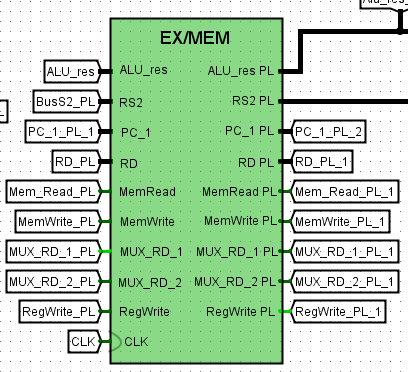 Alu_res
EX/MEM
ALU_res ALU_res ALU_res PL
BusS2_PL RS2 RS2 PL
PC_1_PL_1 PC_1 PC_1 PL PC_1_PL_2
RD_PL RD RD PL RD_PL_1
Mem_Read_PL MemRead MemRead PL Mem_Read_PL_1
MemWrite_PL MemWrite MemWrite PL MemWrite_PL_1
MUX_RD_1_PL MUX_RD_1 MUX_RD_1 PL MUX_RD_1_PL_1
MUX_RD_2_PL MUX_RD_2 MUX_RD_2 PL MUX_RD_2_PL_1
RegWrite_PL RegWrite RegWrite PL RegWrite_PL_1
CLK CLK